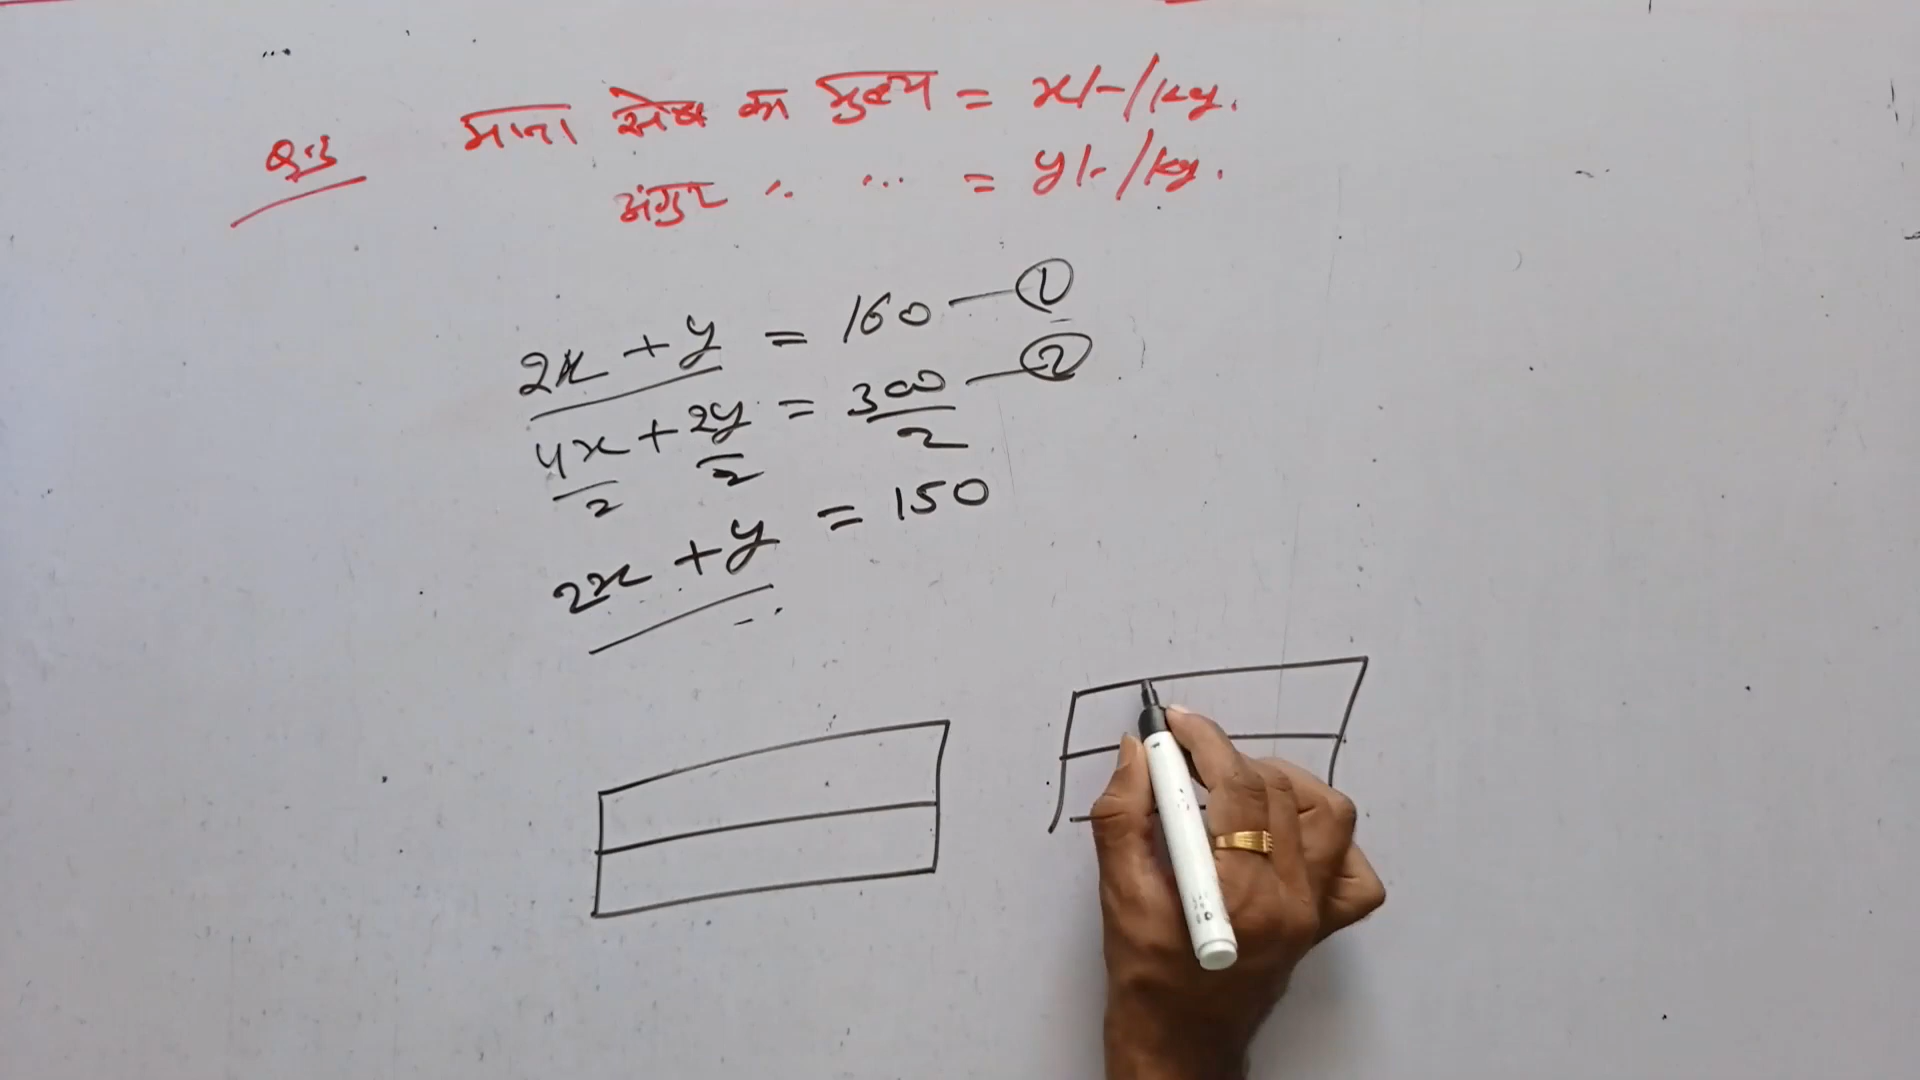 Q.3 माना सेब का मुल्य = x/-/kg.
अंगुर " " = y/-/kg.
2x + y = 160 — ①
4x/2 + 2y/2 = 300/2 — ②
2x + y = 150